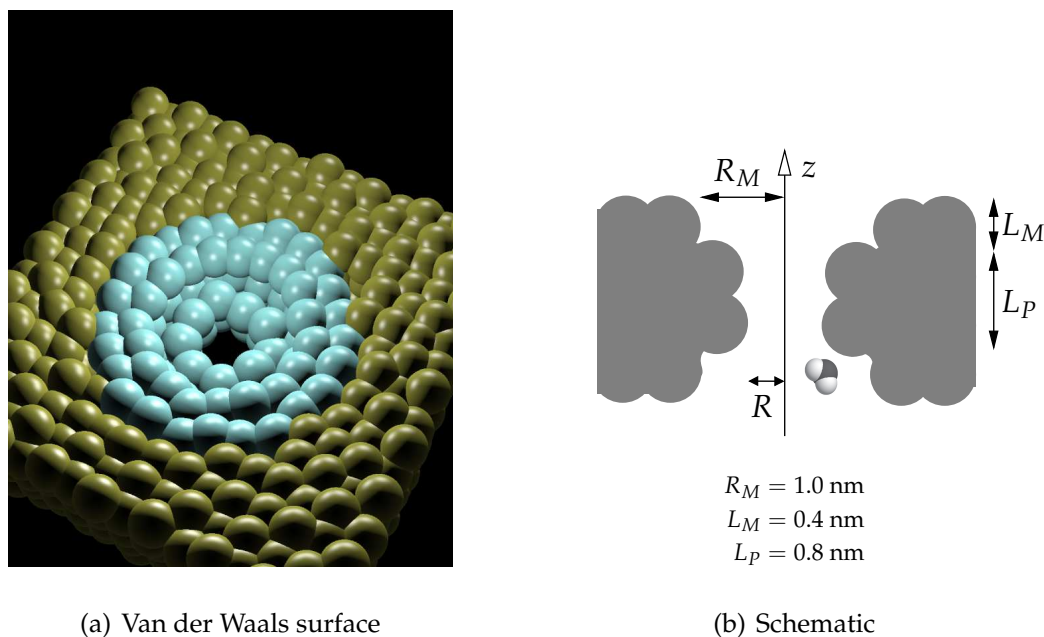 R_M
z
L_M
L_P
R
R_M = 1.0 nm
L_M = 0.4 nm
L_P = 0.8 nm
(a) Van der Waals surface
(b) Schematic